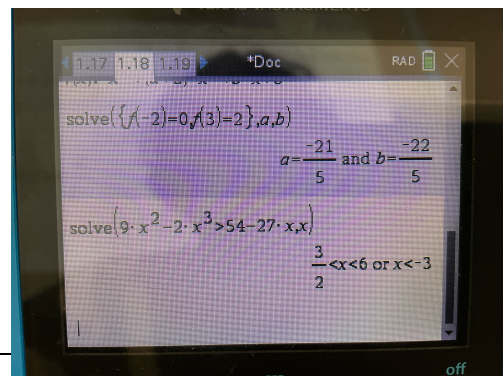 1.17 1.18 1.19 *Doc RAD
solve({f(-2)=0,f(3)=2},a,b)
a=-21/5 and b=-22/5
solve(9·x^2-2·x^3>54-27·x,x)
3/2<x<6 or x<-3
off